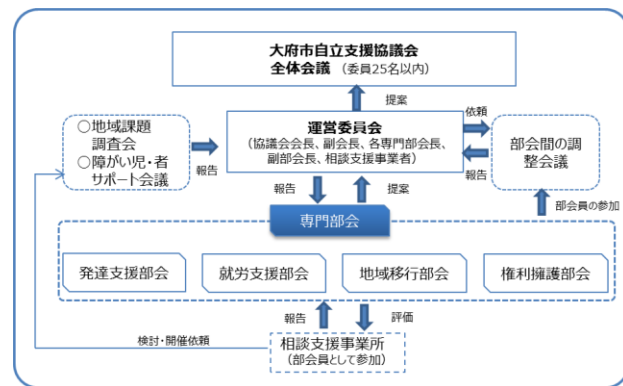 大府市自立支援協議会
全体会議 （委員25名以内）
提案
○地域課題
調査会
○障がい児・者
サポート会議
報告
運営委員会
（協議会会長、副会長、各専門部会長、
副部会長、相談支援事業者）
依頼
報告
部会間の調
整会議
報告
提案
部会員の参加
専門部会
発達支援部会
就労支援部会
地域移行部会
権利擁護部会
報告
評価
検討・開催依頼
相談支援事業所
（部会員として参加）